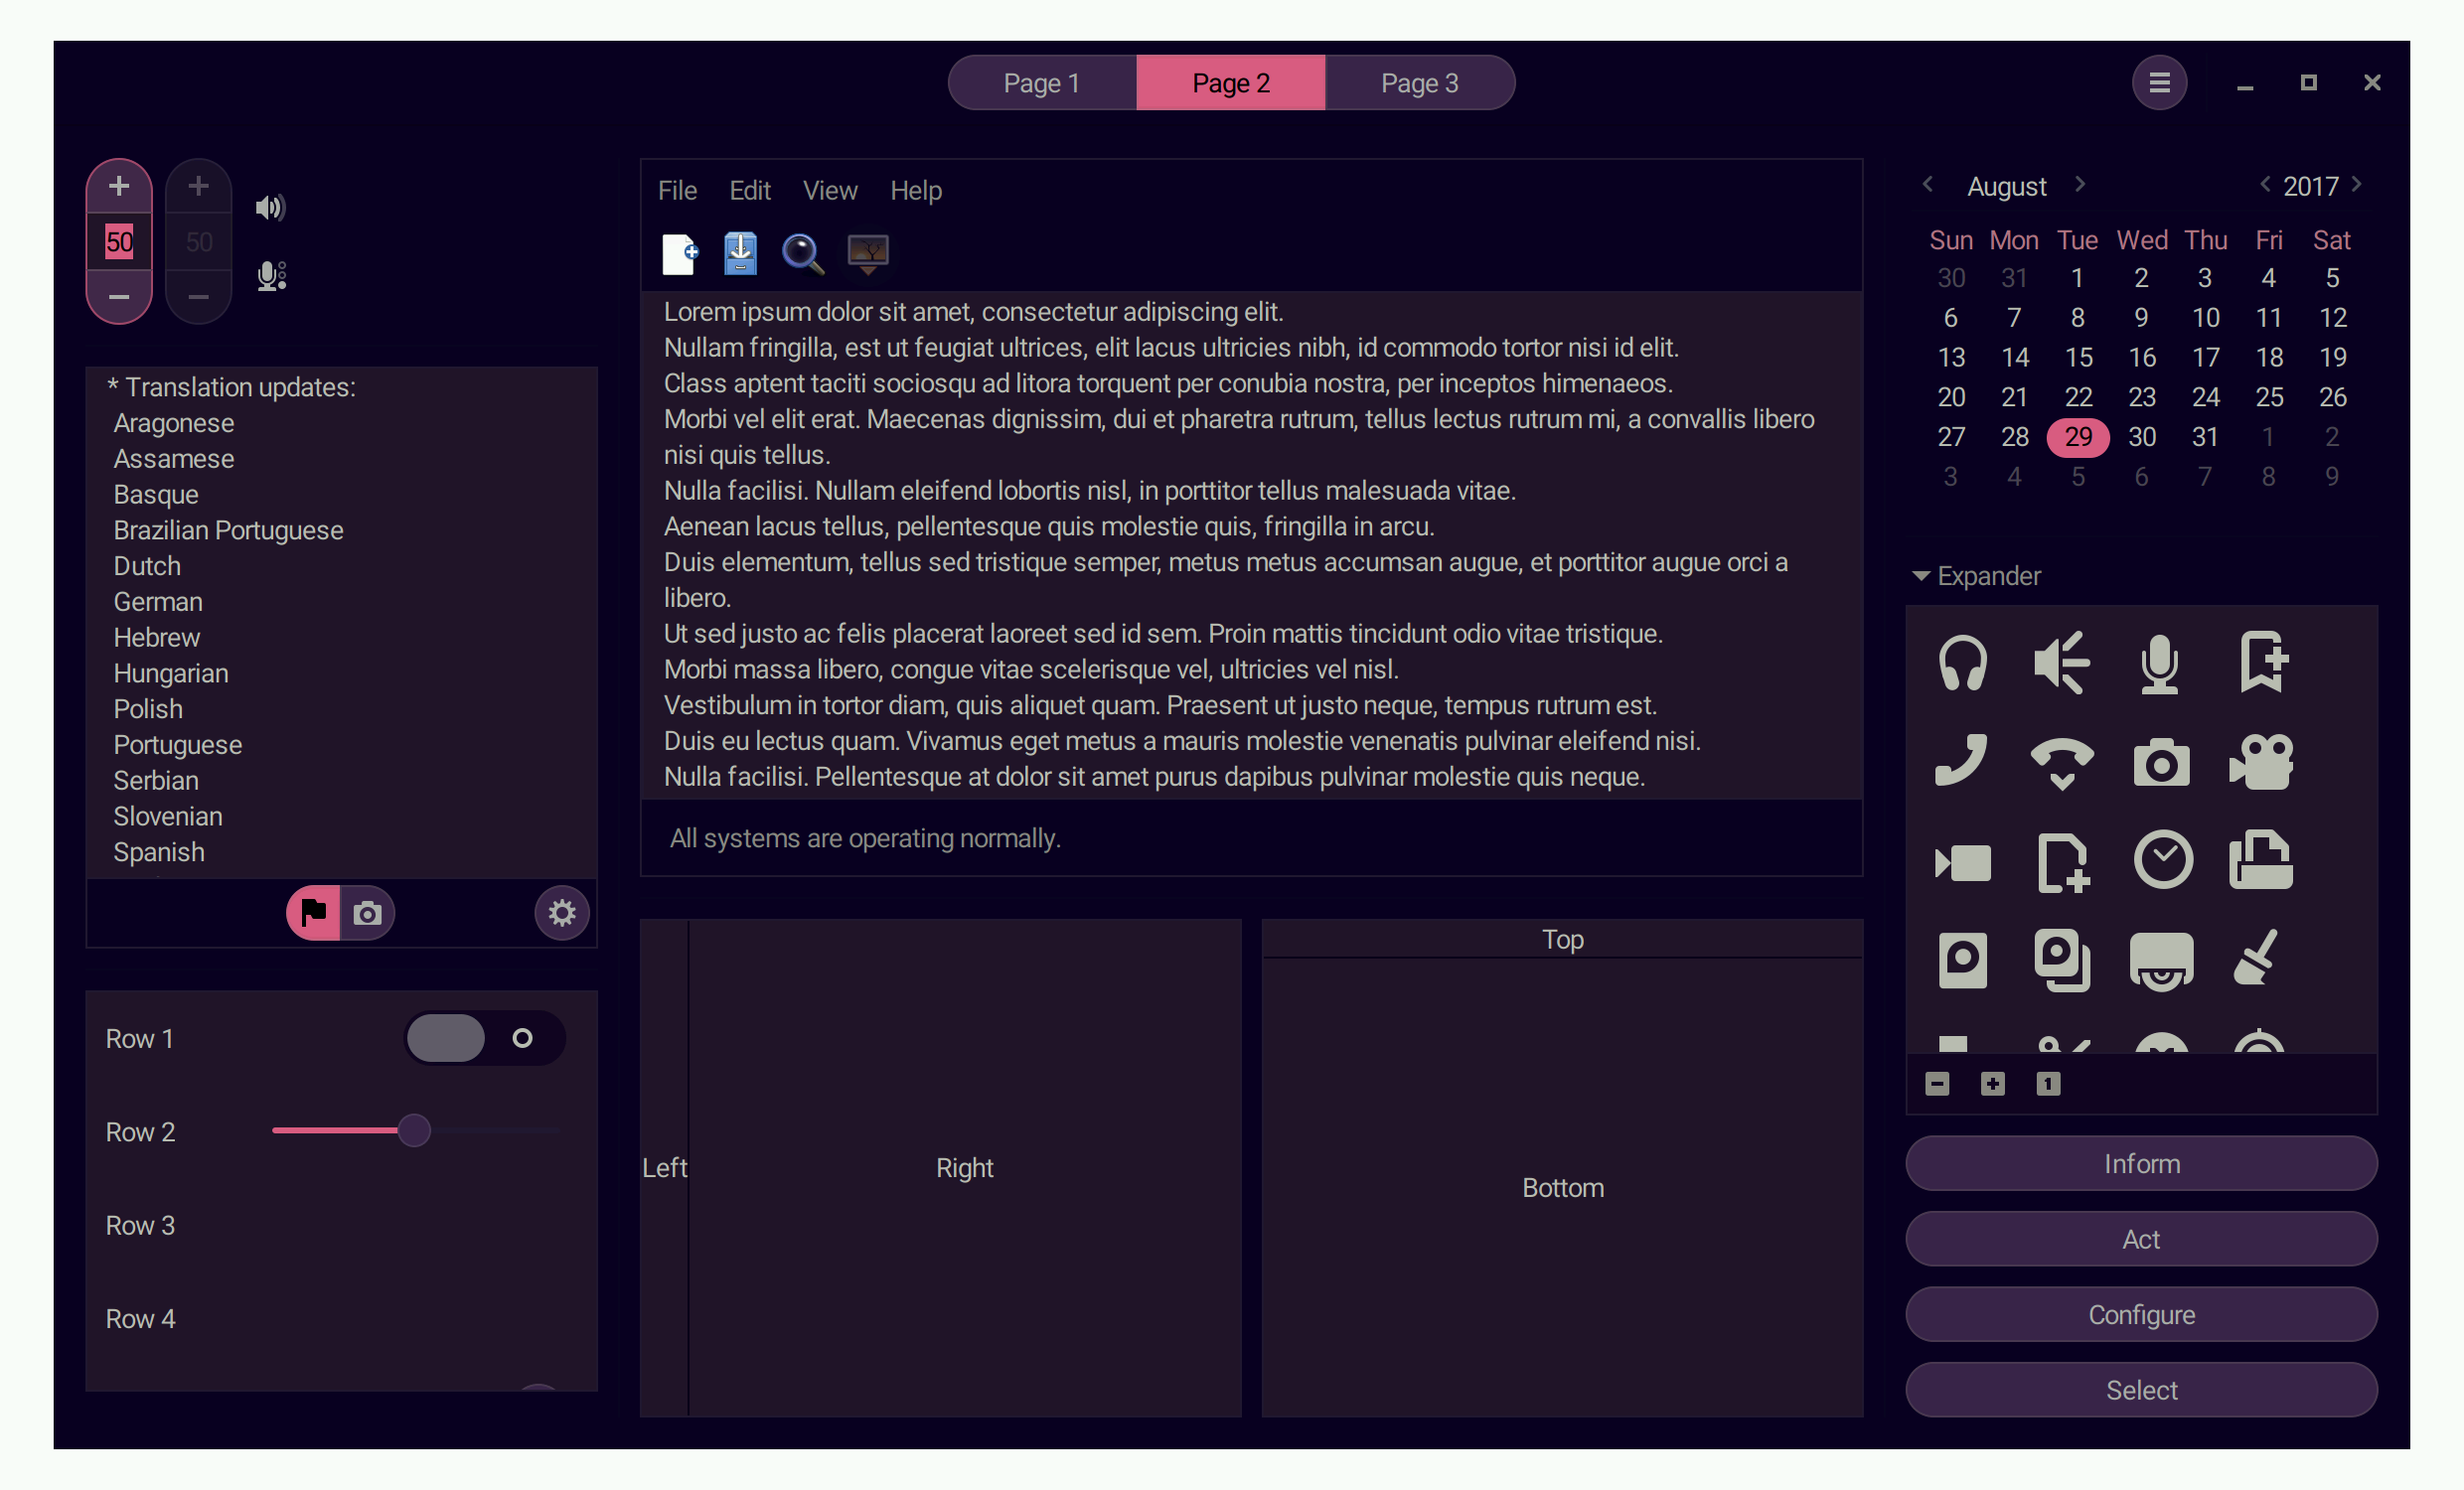 Page 1 Page 2 Page 3
50 50
* Translation updates:
Aragonese
Assamese
Basque
Brazilian Portuguese
Dutch
German
Hebrew
Hungarian
Polish
Portuguese
Serbian
Slovenian
Spanish
Row 1
Row 2
Row 3
Row 4
File Edit View Help
Lorem ipsum dolor sit amet, consectetur adipiscing elit.
Nullam fringilla, est ut feugiat ultrices, elit lacus ultricies nibh, id commodo tortor nisi id elit.
Class aptent taciti sociosqu ad litora torquent per conubia nostra, per inceptos himenaeos.
Morbi vel elit erat. Maecenas dignissim, dui et pharetra rutrum, tellus lectus rutrum mi, a convallis libero
nisi quis tellus.
Nulla facilisi. Nullam eleifend lobortis nisl, in porttitor tellus malesuada vitae.
Aenean lacus tellus, pellentesque quis molestie quis, fringilla in arcu.
Duis elementum, tellus sed tristique semper, metus metus accumsan augue, et porttitor augue orci a
libero.
Ut sed justo ac felis placerat laoreet sed id sem. Proin mattis tincidunt odio vitae tristique.
Morbi massa libero, congue vitae scelerisque vel, ultricies vel nisl.
Vestibulum in tortor diam, quis aliquet quam. Praesent ut justo neque, tempus rutrum est.
Duis eu lectus quam. Vivamus eget metus a mauris molestie venenatis pulvinar eleifend nisi.
Nulla facilisi. Pellentesque at dolor sit amet purus dapibus pulvinar molestie quis neque.
All systems are operating normally.
Left Right
Top
Bottom
August 2017
Sun Mon Tue Wed Thu Fri Sat
30 31 1 2 3 4 5
6 7 8 9 10 11 12
13 14 15 16 17 18 19
20 21 22 23 24 25 26
27 28 29 30 31 1 2
3 4 5 6 7 8 9
Expander
1
Inform
Act
Configure
Select